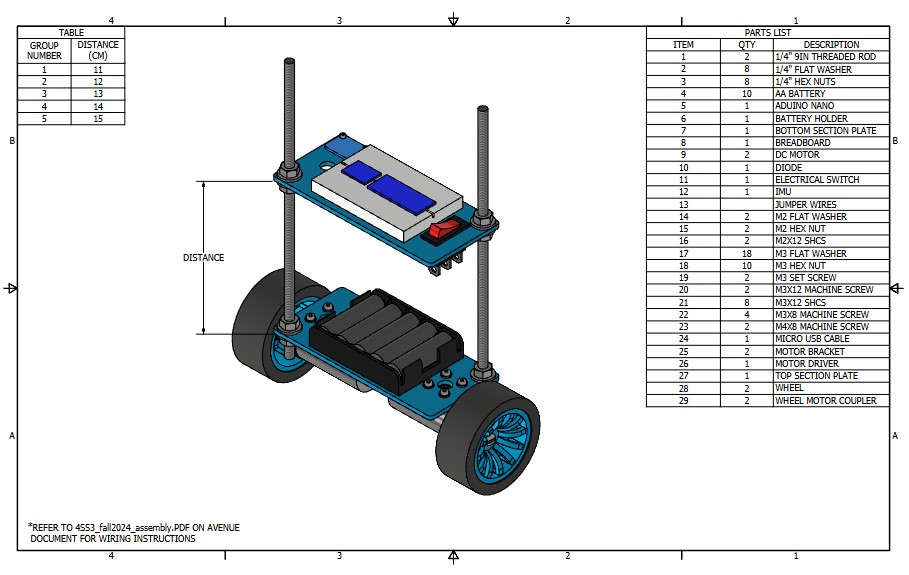 4 3 2 1
TABLE
GROUP NUMBER DISTANCE (CM)
1 11
2 12
3 13
4 14
5 15
PARTS LIST
ITEM QTY DESCRIPTION
1 2 1/4" 9IN THREADED ROD
2 8 1/4" FLAT WASHER
3 8 1/4" HEX NUTS
4 10 AA BATTERY
5 1 ADUINO NANO
6 1 BATTERY HOLDER
7 1 BOTTOM SECTION PLATE
8 1 BREADBOARD
9 2 DC MOTOR
10 1 DIODE
11 1 ELECTRICAL SWITCH
12 1 IMU
13 JUMPER WIRES
14 2 M2 FLAT WASHER
15 2 M2 HEX NUT
16 2 M2X12 SHCS
17 18 M3 FLAT WASHER
18 10 M3 HEX NUT
19 2 M3 SET SCREW
20 2 M3X12 MACHINE SCREW
21 8 M3X12 SHCS
22 4 M3X8 MACHINE SCREW
23 2 M4X8 MACHINE SCREW
24 1 MICRO USB CABLE
25 2 MOTOR BRACKET
26 1 MOTOR DRIVER
27 1 TOP SECTION PLATE
28 2 WHEEL
29 2 WHEEL MOTOR COUPLER
B B
DISTANCE
A A
*REFER TO 4SS3_fall2024_assembly.PDF ON AVENUE
DOCUMENT FOR WIRING INSTRUCTIONS
4 3 2 1